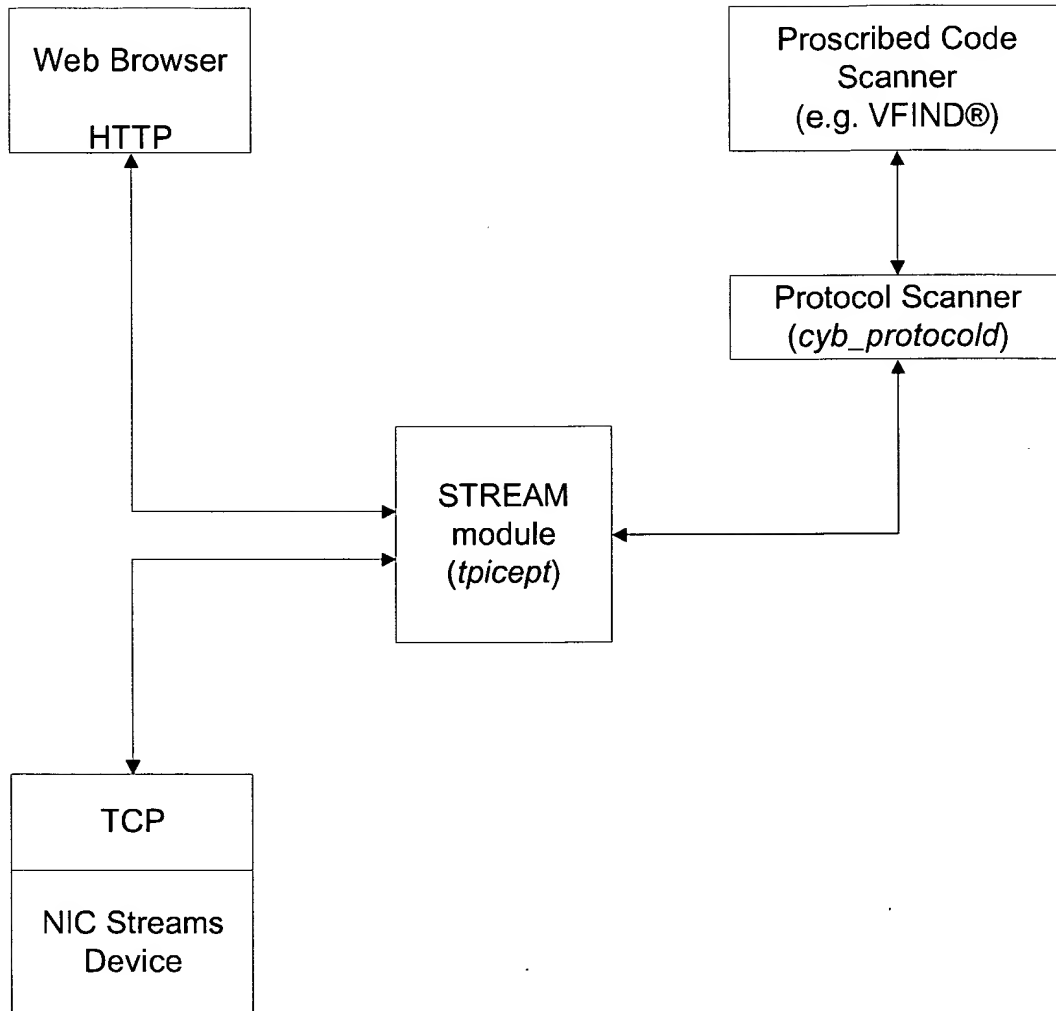 Web Browser
HTTP
Proscribed Code
Scanner
(e.g. VFIND®)
Protocol Scanner
(cyb_protocold)
STREAM
module
(tpicept)
TCP
NIC Streams
Device